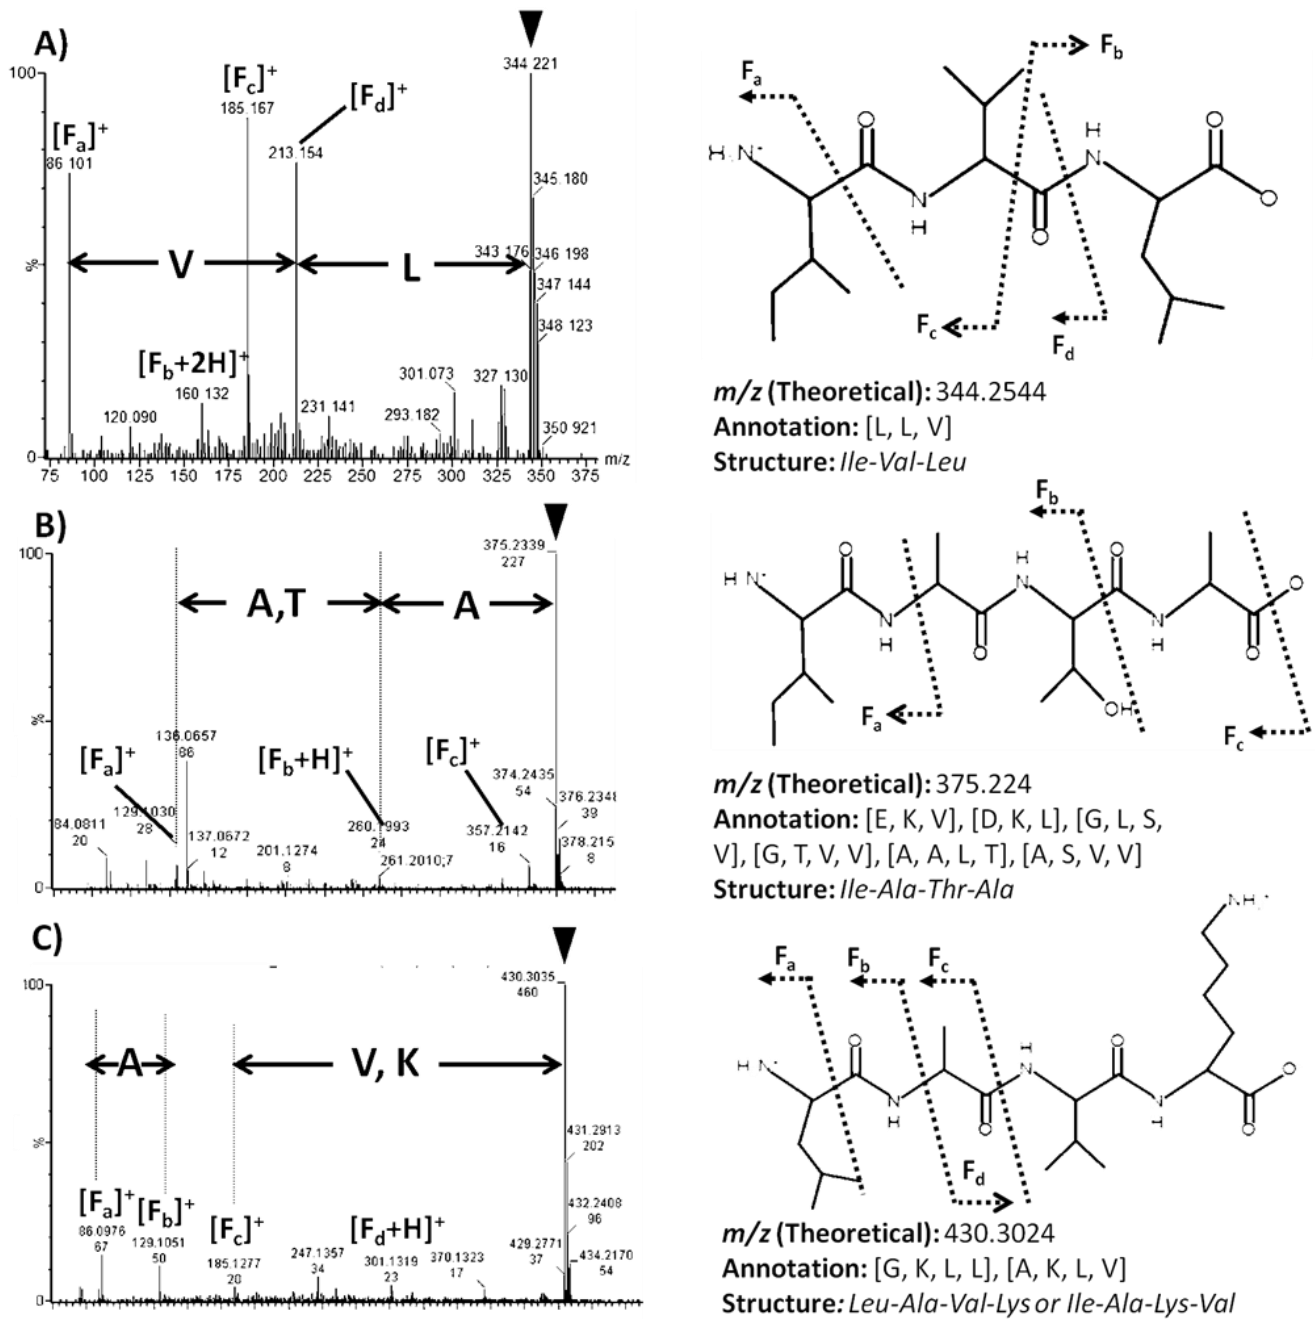 A)
100
%
0
[Fa]+
86 101
[Fc]+
185.167
[Fd]+
213.154
344 221
345.180
343 176
346 198
347 144
348 123
V
L
[Fb+2H]+
160 132
120 090
231 141
293.182
301.073
327 130
350 921
m/z
75 100 125 150 175 200 225 250 275 300 325 350 375
Fa
Fb
Fc
Fd
O
O
O
O
H
N
N
H
m/z (Theoretical): 344.2544
Annotation: [L, L, V]
Structure: Ile-Val-Leu
B)
100
%
0
375.2339
227
A,T
A
[Fa]+
136.0657
[Fb+H]+
[Fc]+
374.2435
54
39
84.0811
20
28
137.0672
12
201.1274
8
24
261.2010;7
357.2142
16
378.215
8
Fb
Fa
Fc
H N
O
O
O
O
O
H
N
N
H
N
H
OH
m/z (Theoretical): 375.224
Annotation: [E, K, V], [D, K, L], [G, L, S,
V], [G, T, V, V], [A, A, L, T], [A, S, V, V]
Structure: Ile-Ala-Thr-Ala
C)
100
%
0
430.3035
460
A
V, K
[Fa]+
86.0976
67
[Fb]+
129.1051
50
[Fc]+
185.1277
20
[Fd+H]+
247.1357
34
301.1319
23
370.1323
17
431.2913
202
432.2408
96
429.2771
37
434.2170
54
Fa
Fb
Fc
Fd
H N
O
O
O
O
O
H
N
N
H
N
NH
m/z (Theoretical): 430.3024
Annotation: [G, K, L, L], [A, K, L, V]
Structure: Leu-Ala-Val-Lys or Ile-Ala-Lys-Val